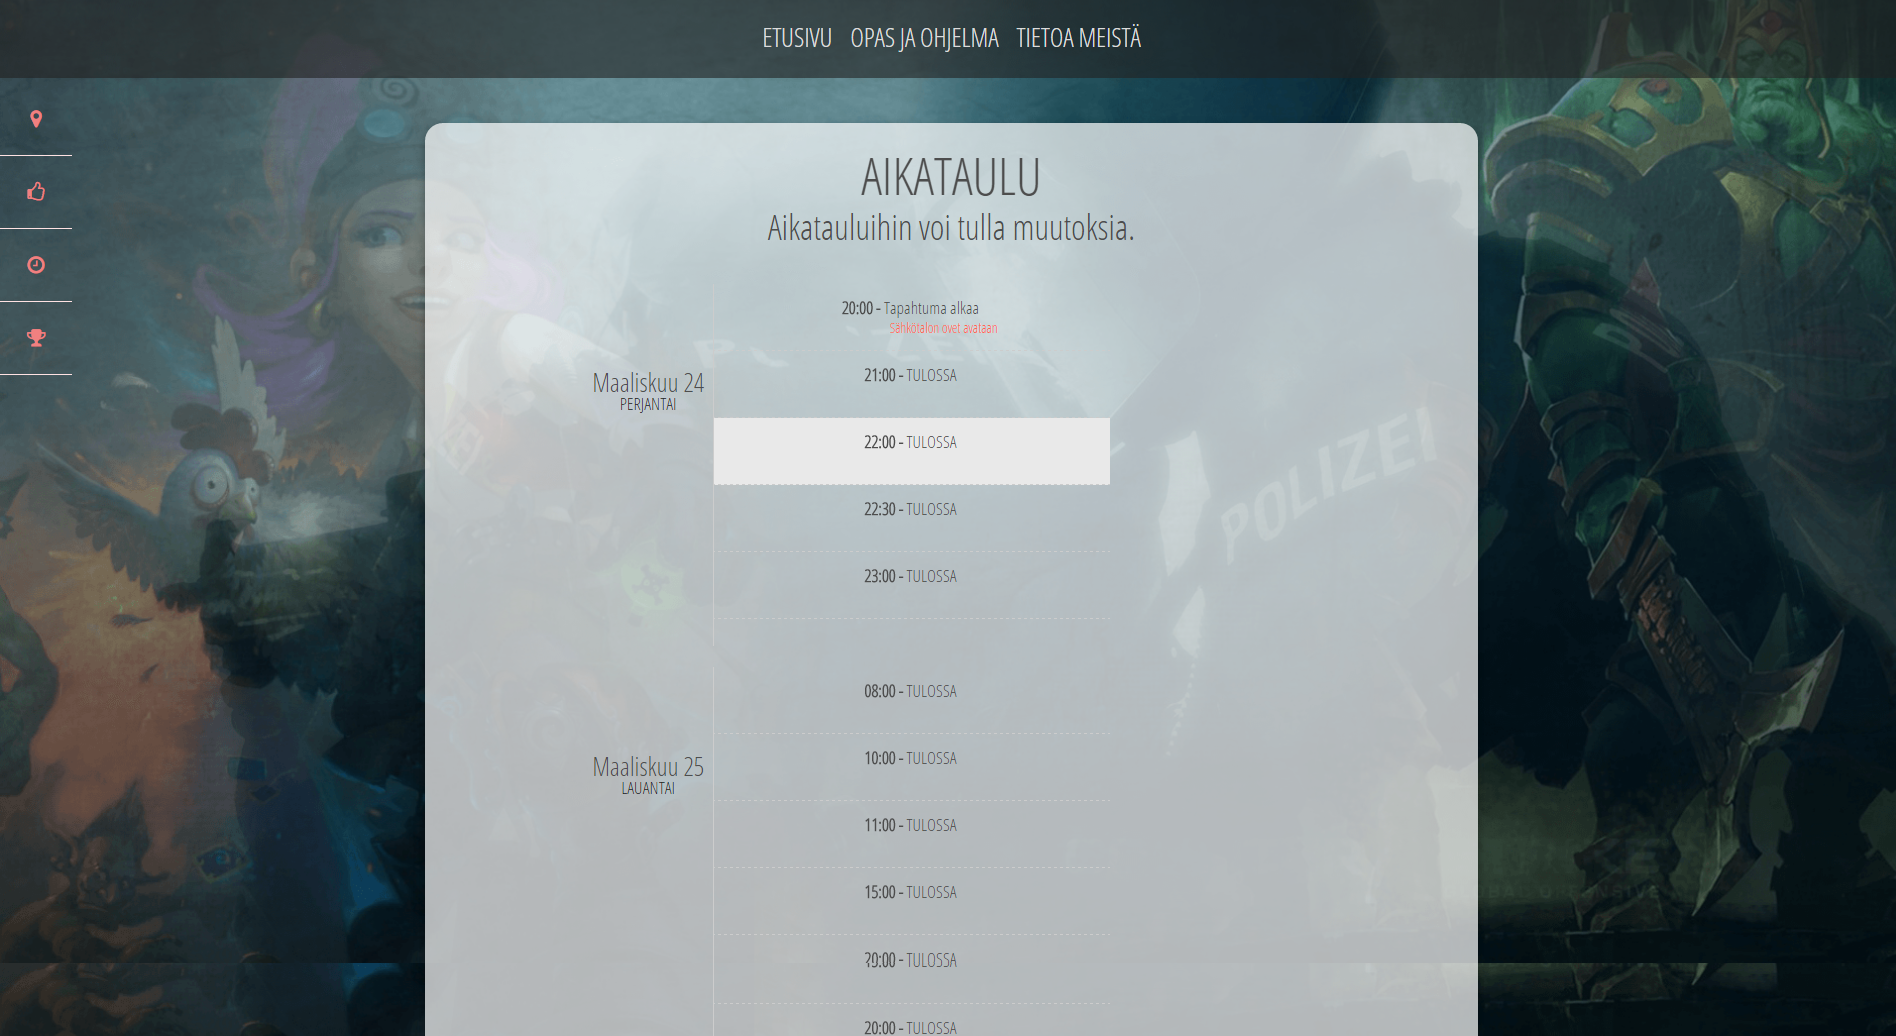 ETUSIVU OPAS JA OHJELMA TIETOA MEISTÄ
AIKATAULU
Aikatauluihin voi tulla muutoksia.
Maaliskuu 24
PERJANTAI
20:00 - Tapahtuma alkaa
Sähkötalon ovet avataan
21:00 - TULOSSA
22:00 - TULOSSA
22:30 - TULOSSA
23:00 - TULOSSA
POLIZEI
Maaliskuu 25
LAUANTAI
08:00 - TULOSSA
10:00 - TULOSSA
11:00 - TULOSSA
15:00 - TULOSSA
TULOSSA
20:00 - TULOSSA